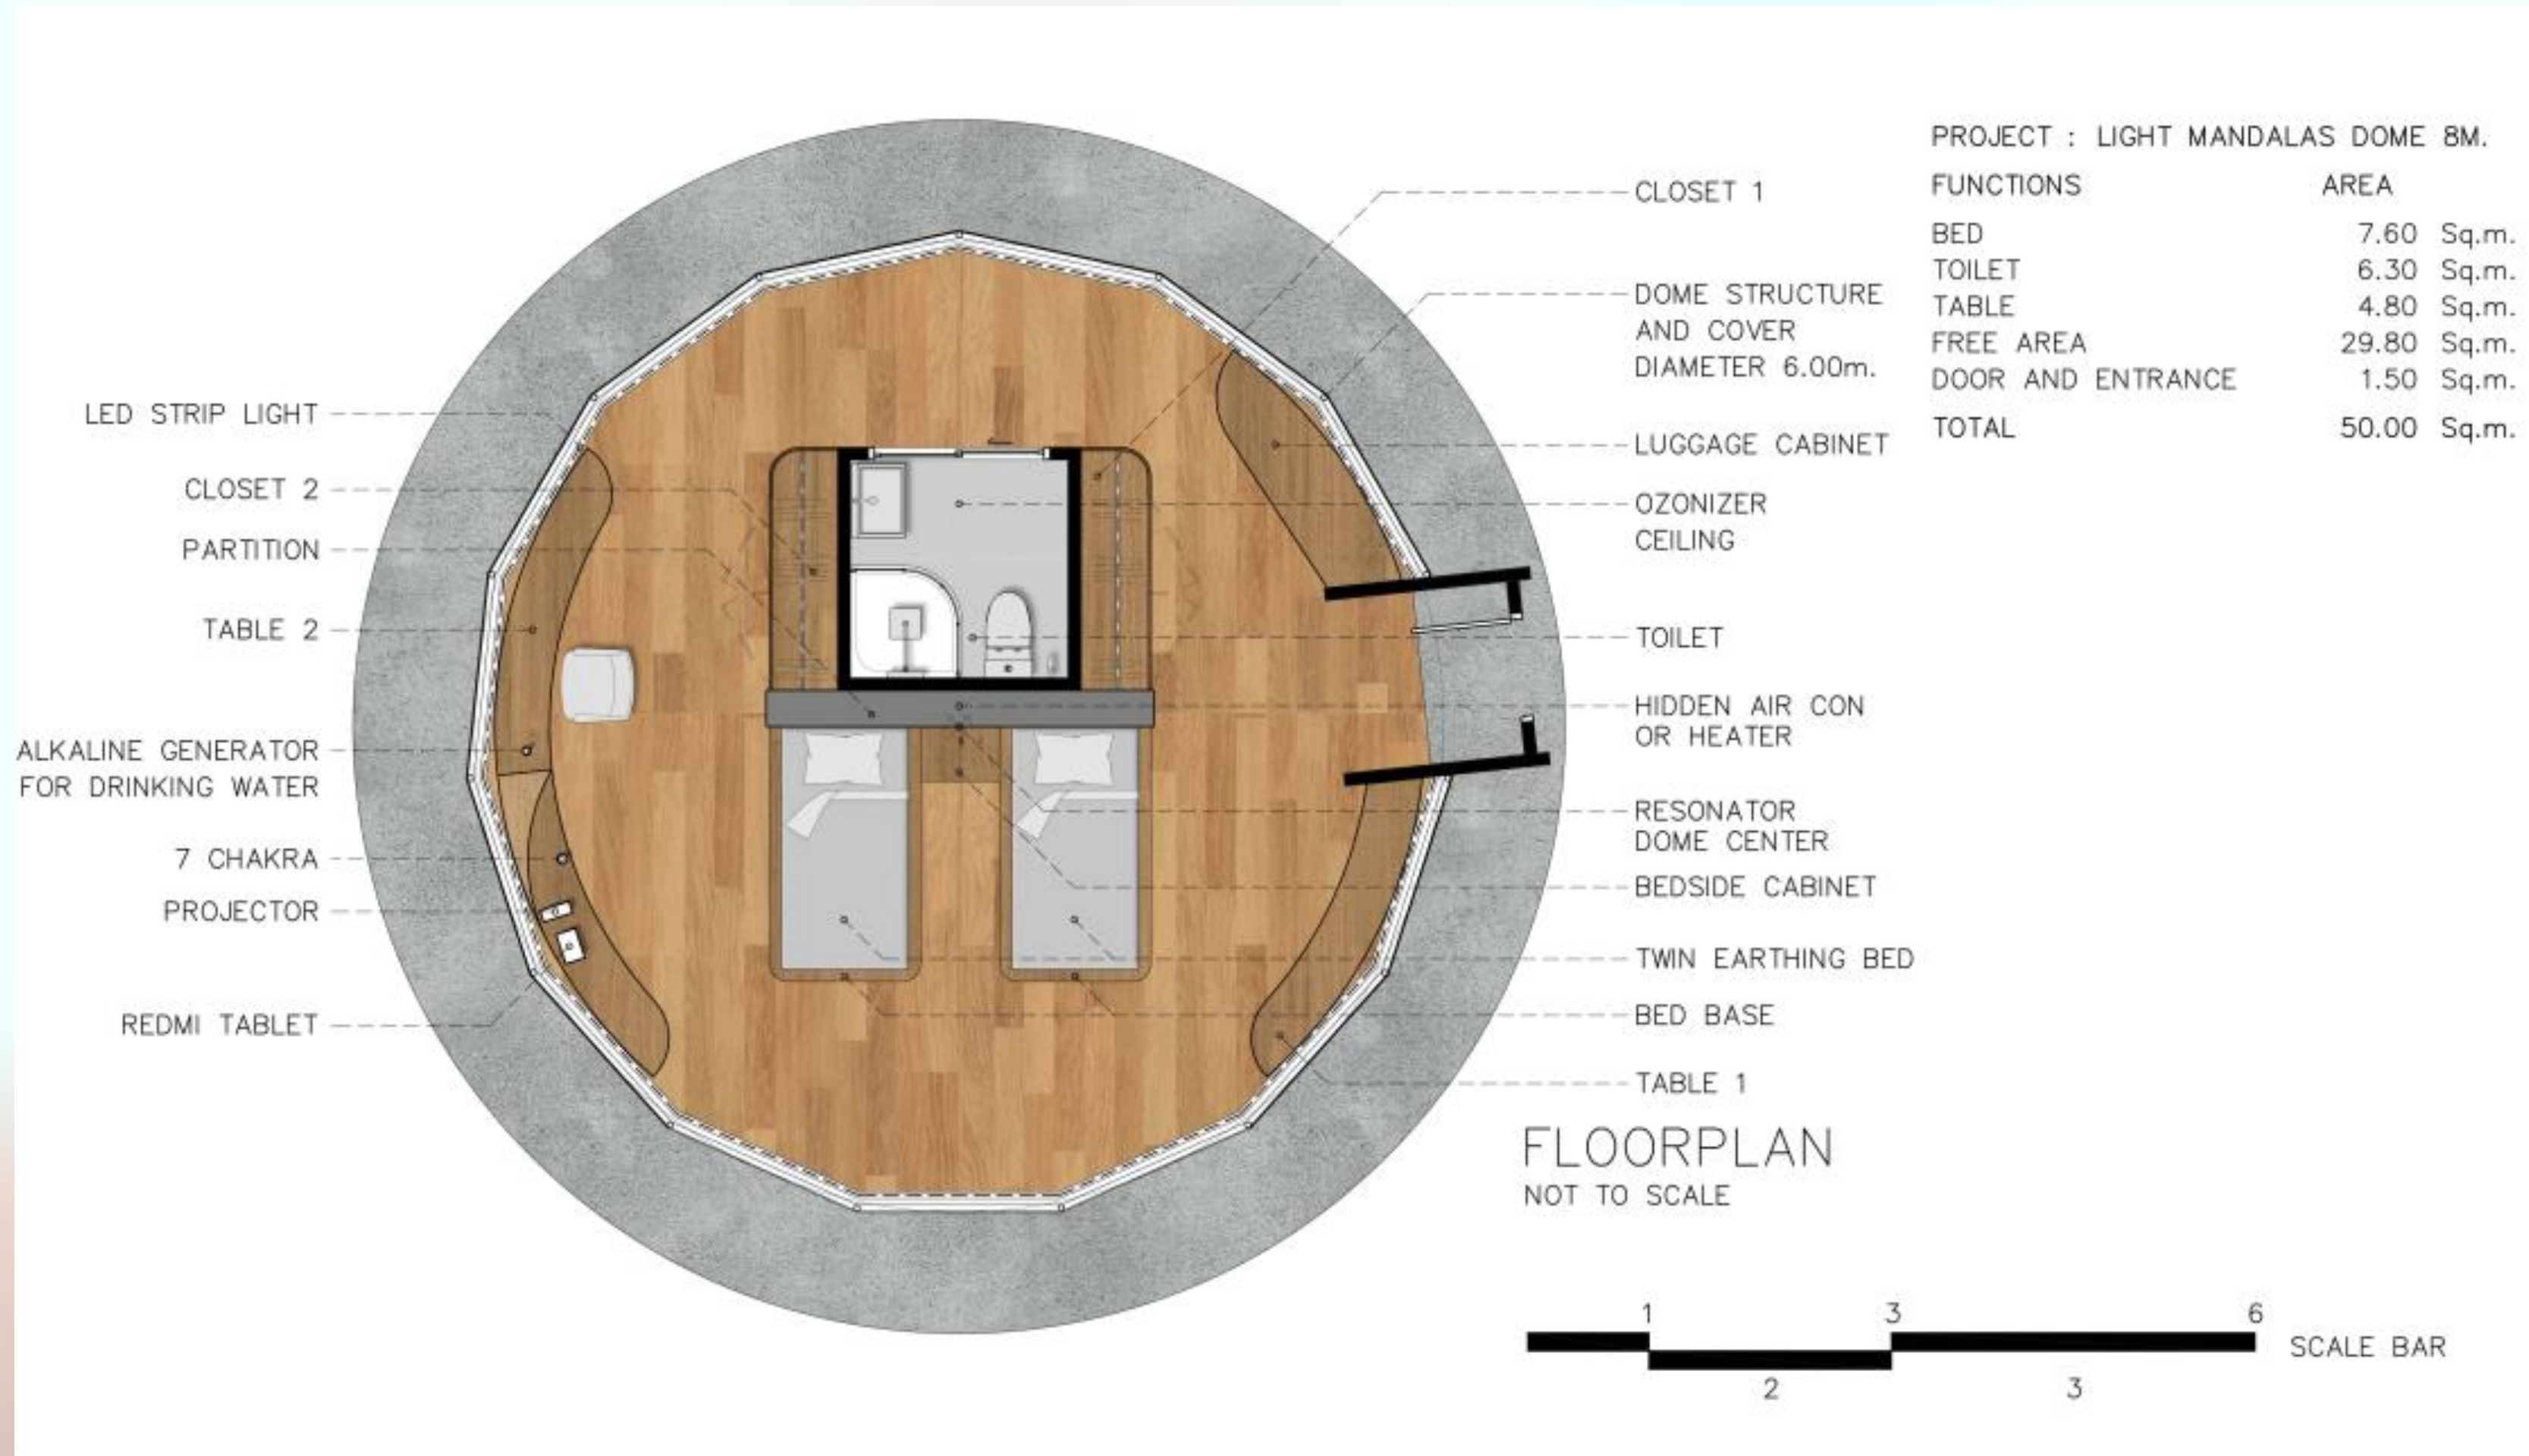 PROJECT : LIGHT MANDALAS DOME 8M.
FUNCTIONS AREA
BED 7.60 Sq.m.
TOILET 6.30 Sq.m.
TABLE 4.80 Sq.m.
FREE AREA 29.80 Sq.m.
DOOR AND ENTRANCE 1.50 Sq.m.
TOTAL 50.00 Sq.m.
LED STRIP LIGHT
CLOSET 2
PARTITION
TABLE 2
ALKALINE GENERATOR
FOR DRINKING WATER
7 CHAKRA
PROJECTOR
REDMI TABLET
CLOSET 1
DOME STRUCTURE
AND COVER
DIAMETER 6.00m.
LUGGAGE CABINET
OZONIZER
CEILING
TOILET
HIDDEN AIR CON
OR HEATER
RESONATOR
DOME CENTER
BEDSIDE CABINET
TWIN EARTHING BED
BED BASE
TABLE 1
FLOORPLAN
NOT TO SCALE
1 3 6
SCALE BAR
2 3